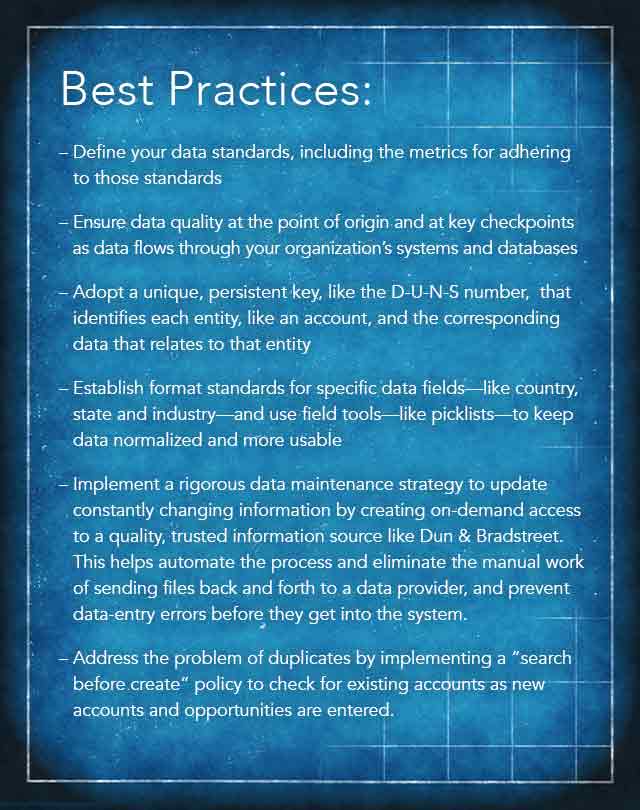 Best Practices:
– Define your data standards, including the metrics for adhering
to those standards
– Ensure data quality at the point of origin and at key checkpoints
as data flows through your organization’s systems and databases
– Adopt a unique, persistent key, like the D-U-N-S number,  that
identifies each entity, like an account, and the corresponding
data that relates to that entity
– Establish format standards for specific data fields—like country,
state and industry—and use field tools—like picklists—to keep
data normalized and more usable
– Implement a rigorous data maintenance strategy to update
constantly changing information by creating on-demand access
to a quality, trusted information source like Dun & Bradstreet.
This helps automate the process and eliminate the manual work
of sending files back and forth to a data provider, and prevent
data-entry errors before they get into the system.
– Address the problem of duplicates by implementing a “search
before create” policy to check for existing accounts as new
accounts and opportunities are entered.